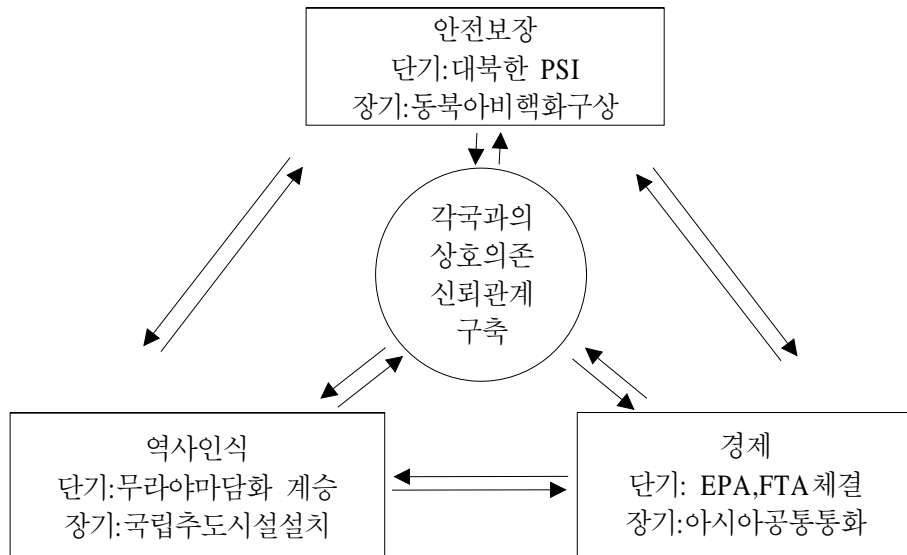 안전보장
단기:대북한 PSI
장기:동북아비핵화구상
각국과의
상호의존
신뢰관계
구축
역사인식
단기:무라야마담화 계승
장기:국립추도시설설치
경제
단기: EPA,FTA체결
장기:아시아공통통화